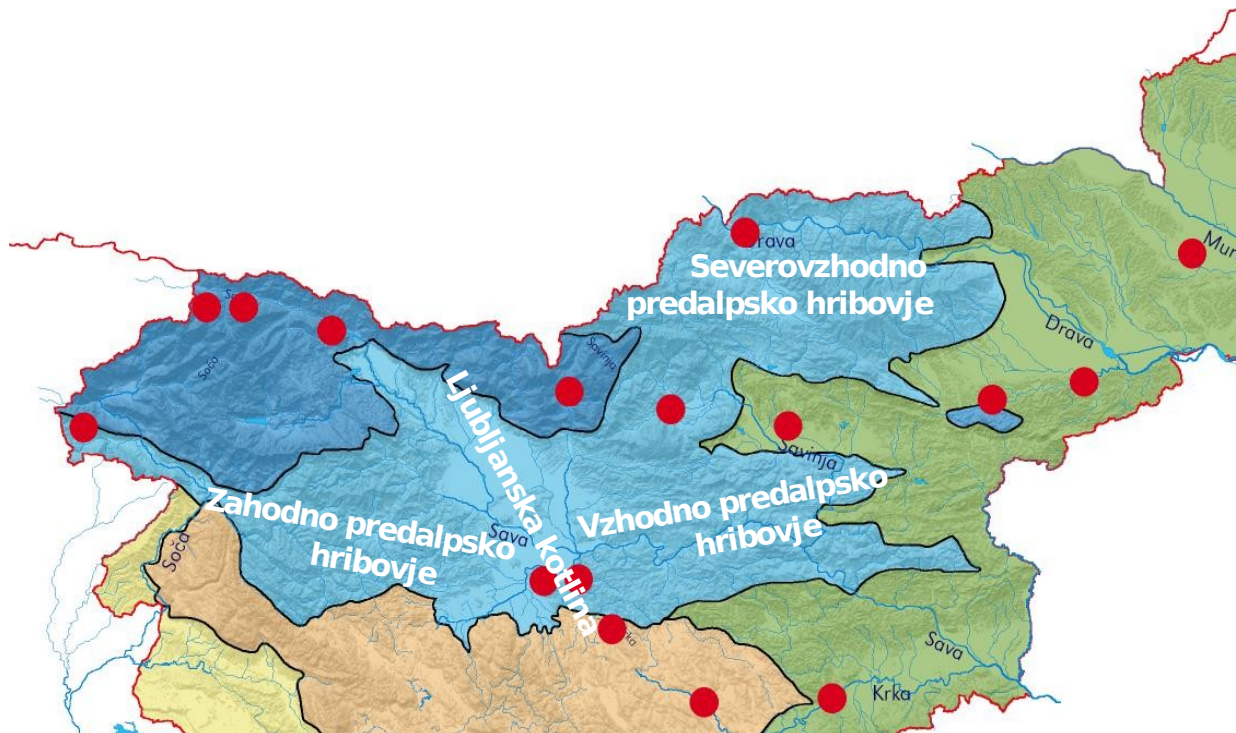 Drava
Mur
Severovzhodno
predalpsko hribovje
Drava
Savinja
Soča
Ljubljanska kotlina
Savinja
Zahodno predalpsko
hribovje
Vzhodno predalpsko
hribovje
Sava
Soča
Sava
Krka